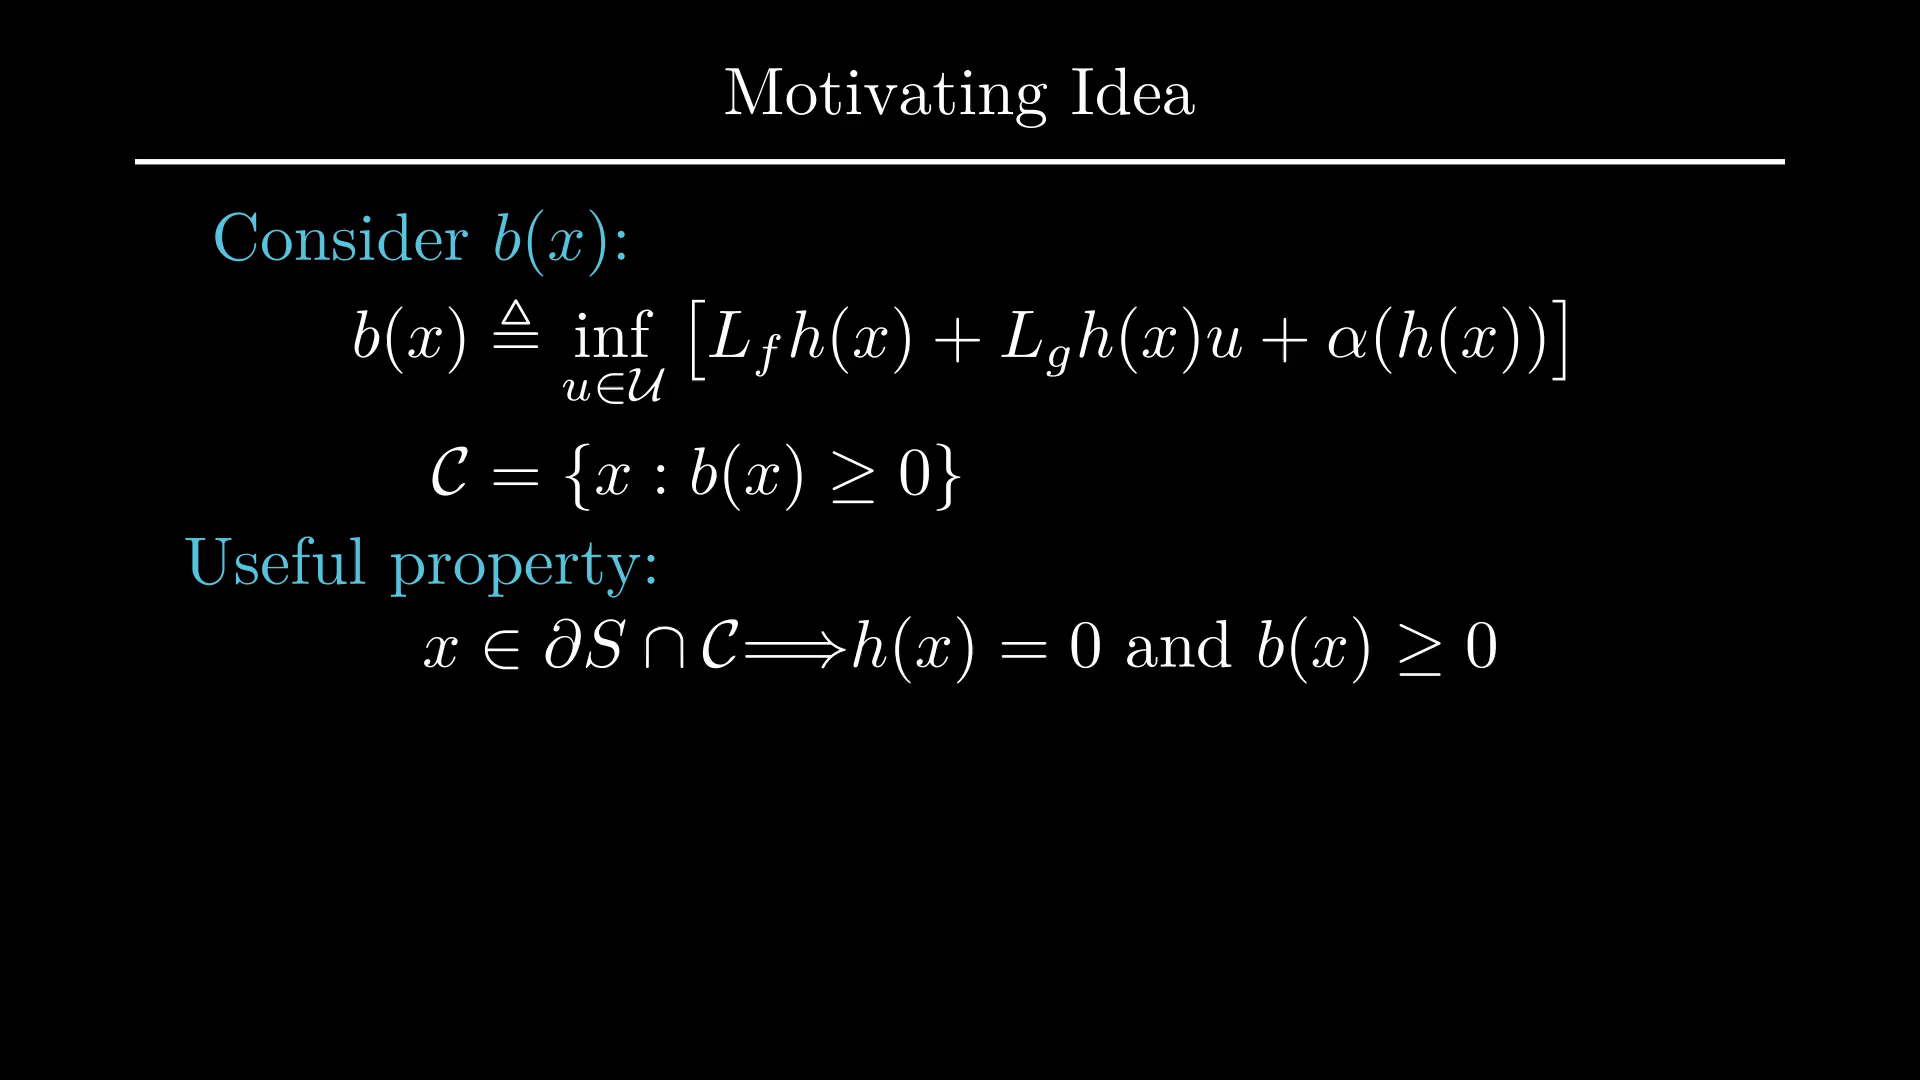 Motivating Idea
Consider b(x):
b(x) ≜ inf_{u∈𝒰} [L_f h(x) + L_g h(x)u + α(h(x))]
𝒞 = {x : b(x) ≥ 0}
Useful property:
x ∈ ∂S ∩ 𝒞 ⟹ h(x) = 0 and b(x) ≥ 0